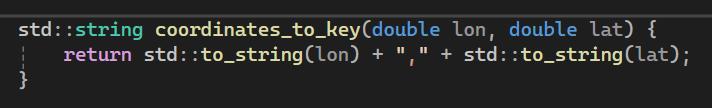 std::string coordinates_to_key(double lon, double lat) {
    return std::to_string(lon) + "," + std::to_string(lat);
}